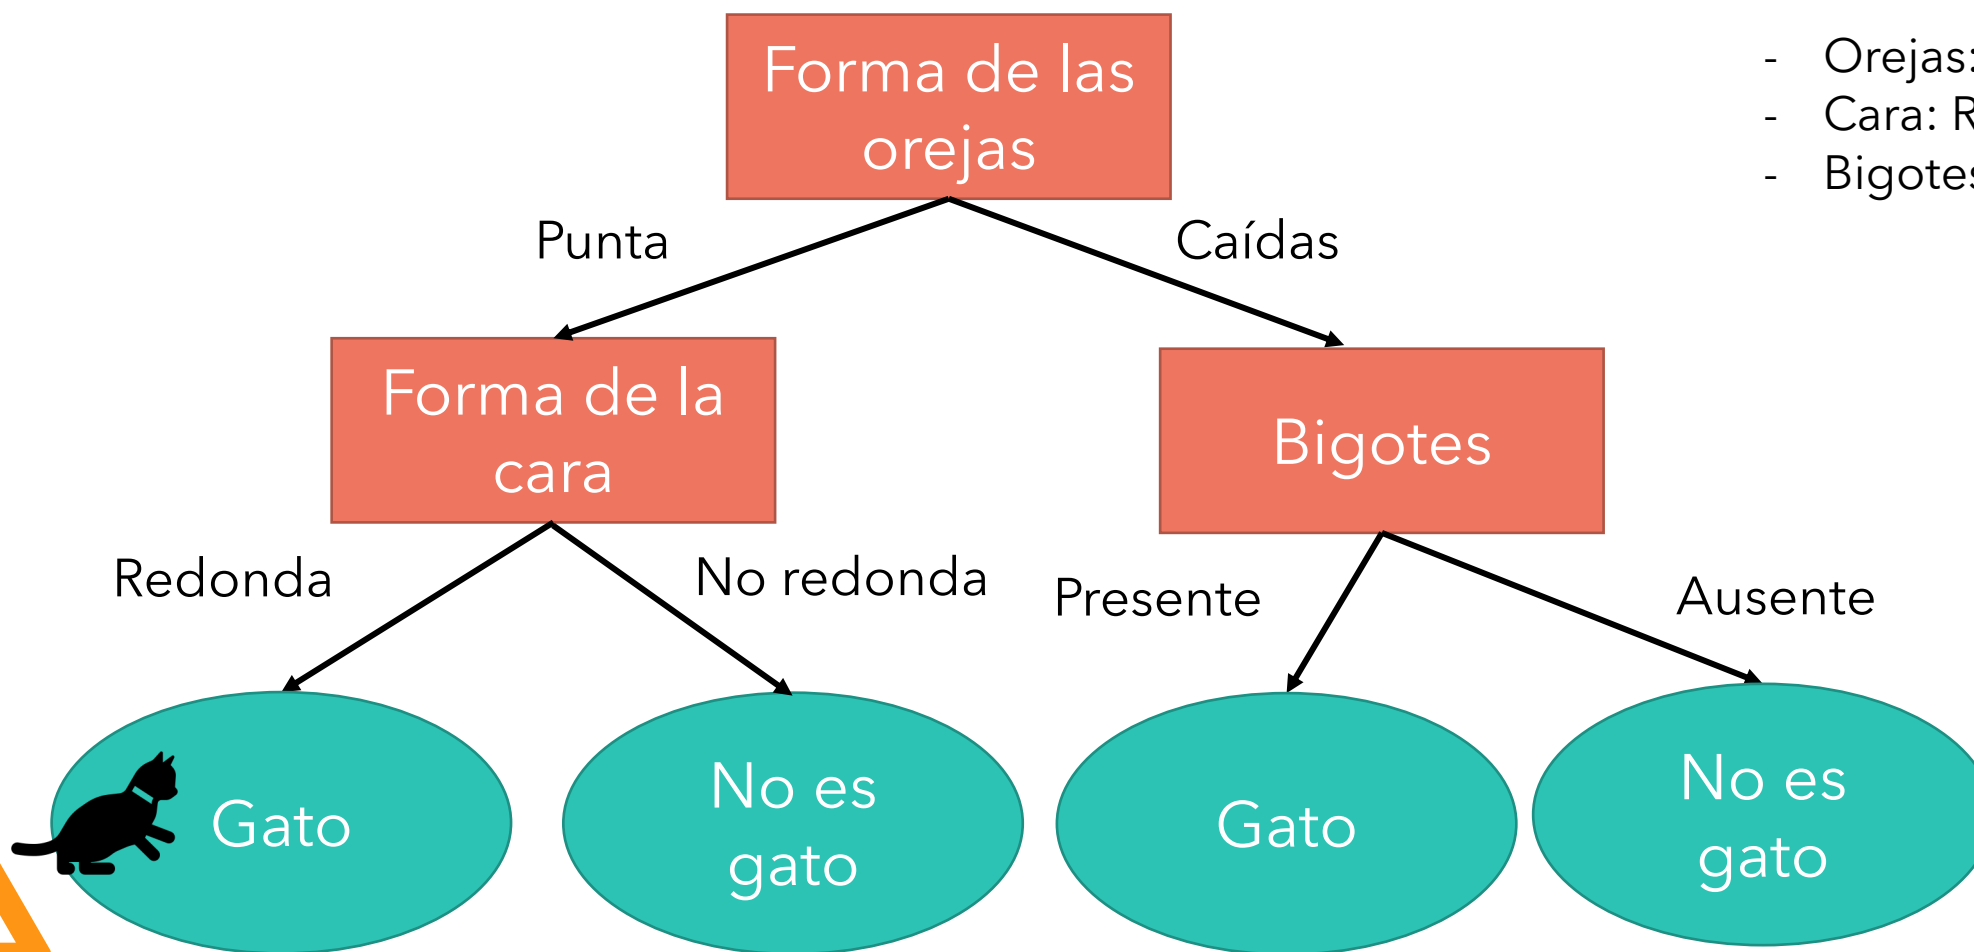 Forma de las
orejas
- Orejas:
- Cara: R
- Bigotes
Punta
Caídas
Forma de la
cara
Bigotes
Redonda
No redonda
Presente
Ausente
Gato
No es
gato
Gato
No es
gato